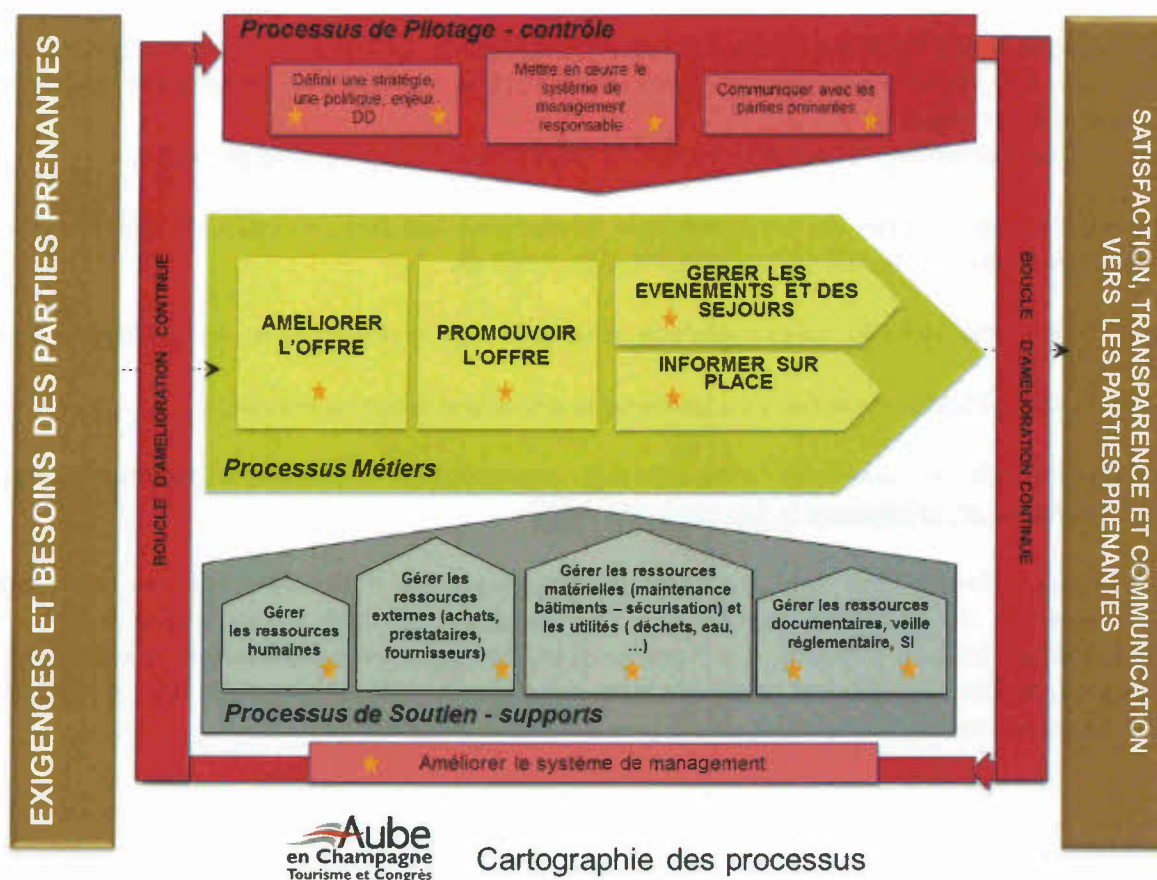 EXIGENCES ET BESOINS DES PARTIES PRENANTES
BOUCLE D'AMELIORATION CONTINUE
Processus de Pilotage - contrôle
Définir une stratégie,
une politique, enjeux
DD
Mettre en œuvre le
système de
management
responsable
Communiquer avec les
parties prenantes
AMELIORER
L'OFFRE
PROMOUVOIR
L'OFFRE
GERER LES
EVENEMENTS ET DES
SEJOURS
INFORMER SUR
PLACE
Processus Métiers
Gérer
les ressources
humaines
Gérer les
ressources
externes (achats,
prestataires,
fournisseurs)
Gérer les ressources
matérielles (maintenance
bâtiments – sécurisation) et
les utilités ( déchets, eau,
...)
Gérer les ressources
documentaires, veille
réglementaire, SI
Processus de Soutien - supports
Améliorer le système de management
BOUCLE D'AMELIORATION CONTINUE
SATISFACTION, TRANSPARENCE ET COMMUNICATION
VERS LES PARTIES PRENANTES
Aube
en Champagne
Tourisme et Congrès
Cartographie des processus